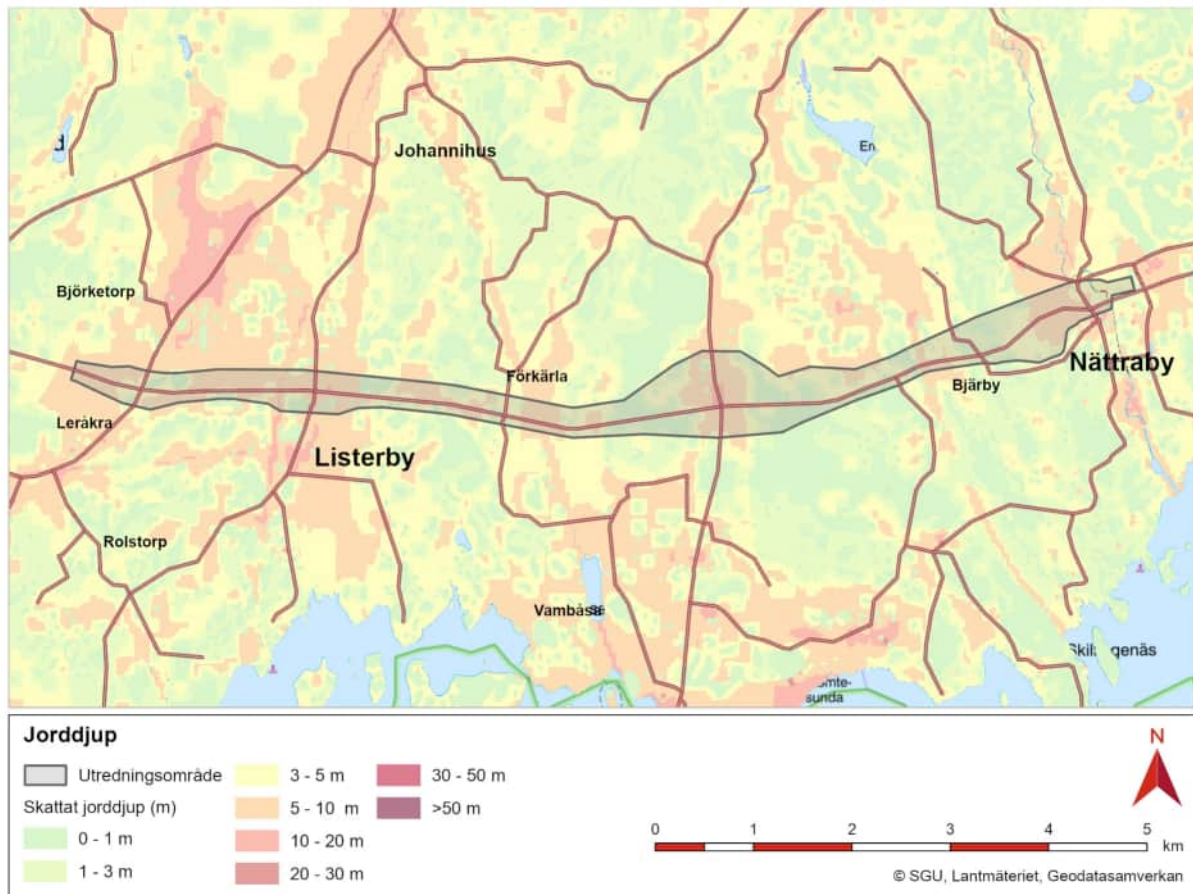 Johannihus
En
Björketorp
Förkärla
Nättraby
Bjärby
Leråkra
Listerby
Rolstorp
Vambåsa
genäs
sunda
Jorddjup
Utredningsområde
Skattat jorddjup (m)
0 - 1 m
1 - 3 m
3 - 5 m
5 - 10 m
10 - 20 m
20 - 30 m
30 - 50 m
>50 m
N
0 1 2 3 4 5
km
© SGU, Lantmäteriet, Geodatasamverkan